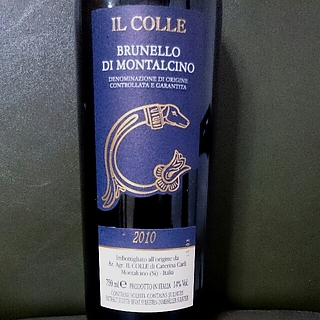 IL COLLE
BRUNELLO
DI MONTALCINO
DENOMINAZIONE DI ORIGINE
CONTROLLATA E GARANTITA
2010
Imbottigliato all'origine da
Az. Agr. IL COLLE di Caterina Carli
Montalcino (Si) - Italia
750 ml e PRODOTTO IN ITALIA 14% Vol.